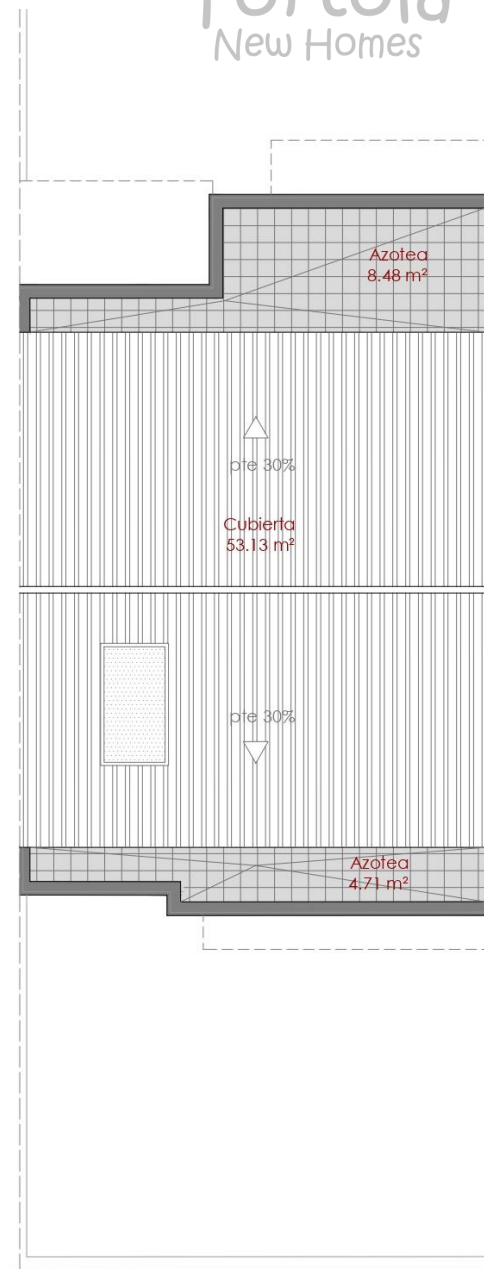 New Homes
Azotea
8.48 m²
pte 30%
Cubierta
53.13 m²
pte 30%
Azotea
4.71 m²